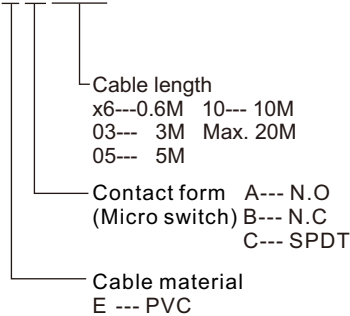 Cable length
x6---0.6M 10--- 10M
03--- 3M Max. 20M
05--- 5M
Contact form A--- N.O
(Micro switch) B--- N.C
C--- SPDT
Cable material
E --- PVC